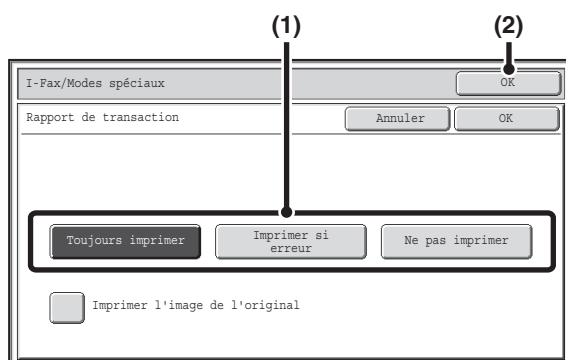 (1) (2)
I-Fax/Modes spéciaux OK
Rapport de transaction Annuler OK
Toujours imprimer Imprimer si erreur Ne pas imprimer
Imprimer l'image de l'original